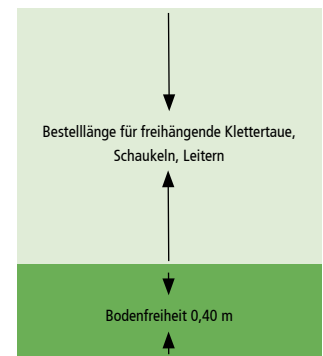 Bestelllänge für freihängende Klettertaue,
Schaukeln, Leitern
Bodenfreiheit 0,40 m